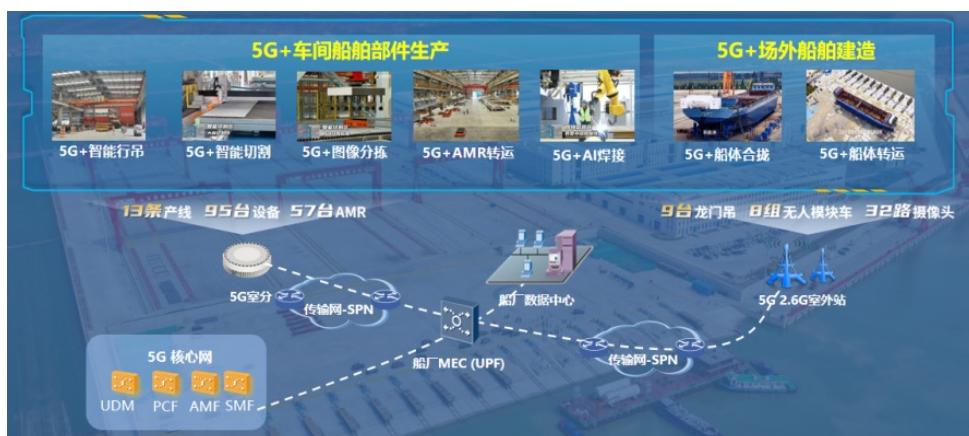 5G+车间船舶部件生产
5G+场外船舶建造
5G+智能行吊
5G+智能切割
5G+图像分拣
5G+AMR转运
5G+AI焊接
5G+船体合拢
5G+船体转运
13条产线 95台设备 57台AMR
9台龙门吊 8组无人模块车 32路摄像头
5G室分
传输网-SPN
船厂数据中心
5G 2.6G室外站
船厂MEC (UPF)
传输网-SPN
5G 核心网
UDM
PCF
AMF
SMF